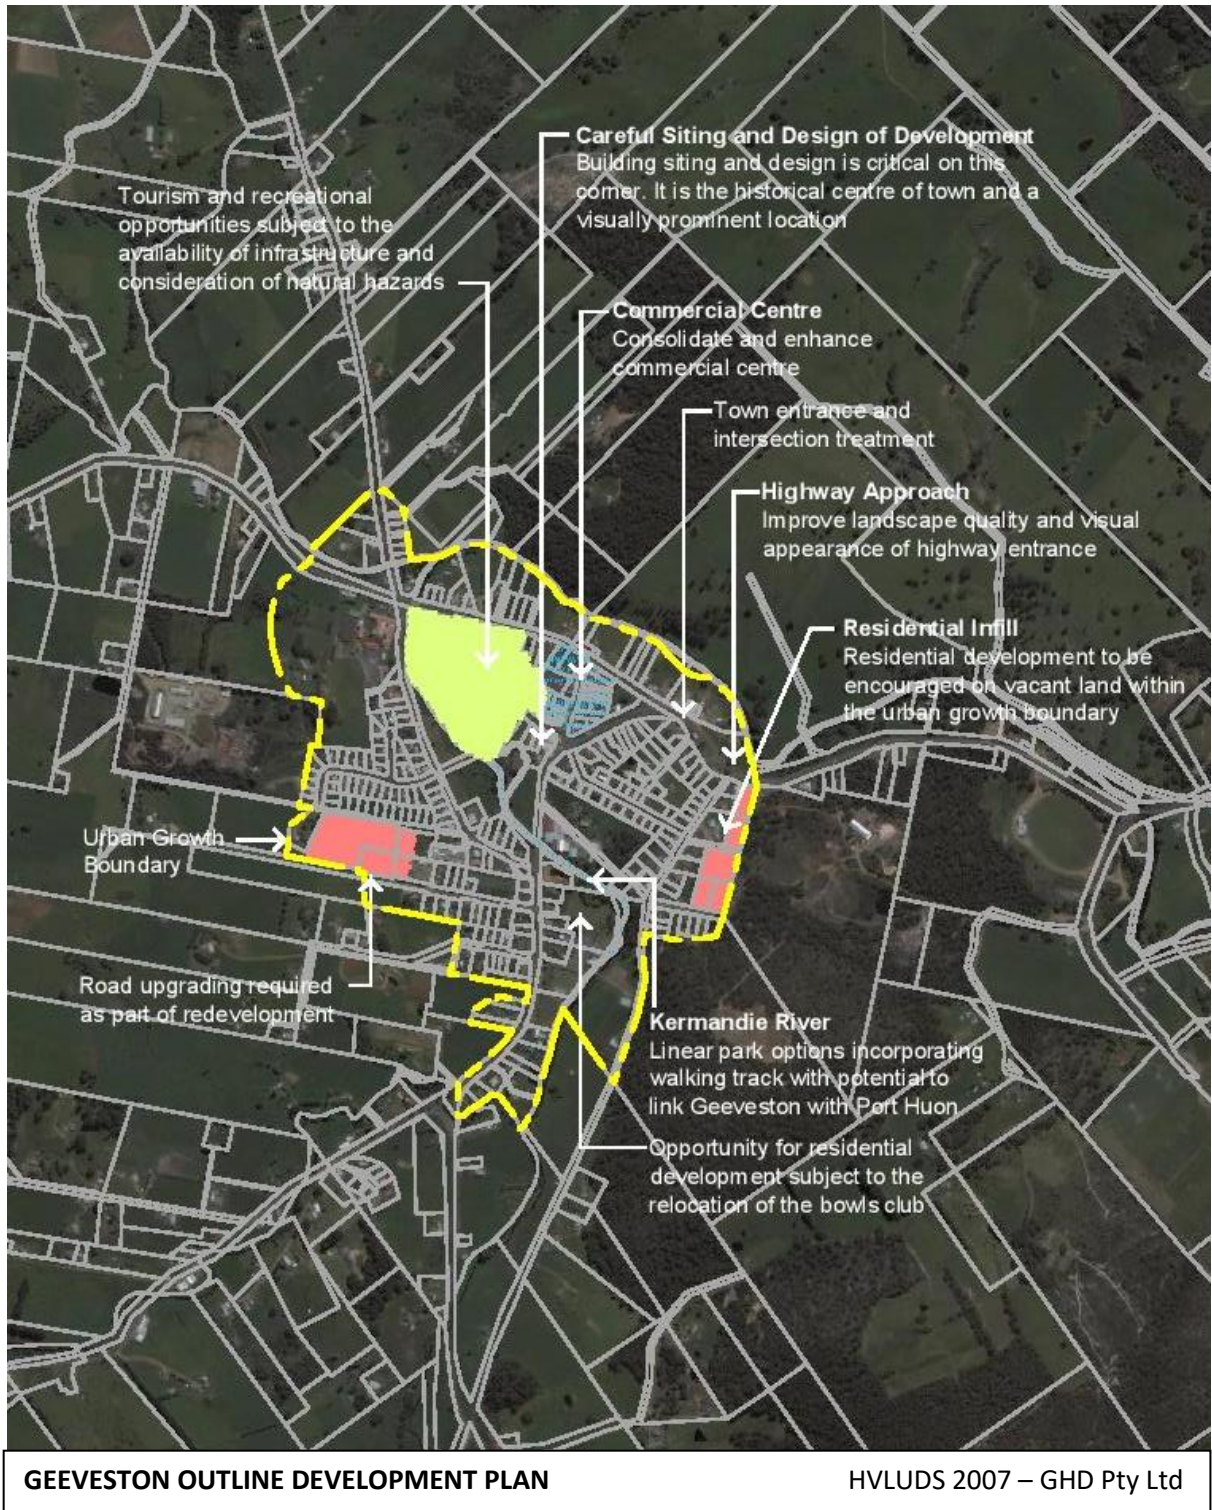 Careful Siting and Design of Development
Building siting and design is critical on this
corner. It is the historical centre of town and a
visually prominent location
Tourism and recreational
opportunities subject to the
availability of infrastructure and
consideration of natural hazards
Commercial Centre
Consolidate and enhance
commercial centre
Town entrance and
intersection treatment
Highway Approach
Improve landscape quality and visual
appearance of highway entrance
Residential Infill
Residential development to be
encouraged on vacant land within
the urban growth boundary
Urban Growth
Boundary
Road upgrading required
as part of redevelopment
Kermandie River
Linear park options incorporating
walking track with potential to
link Geeveston with Port Huon
Opportunity for residential
development subject to the
relocation of the bowls club
GEEVESTON OUTLINE DEVELOPMENT PLAN
HVLUDS 2007 – GHD Pty Ltd